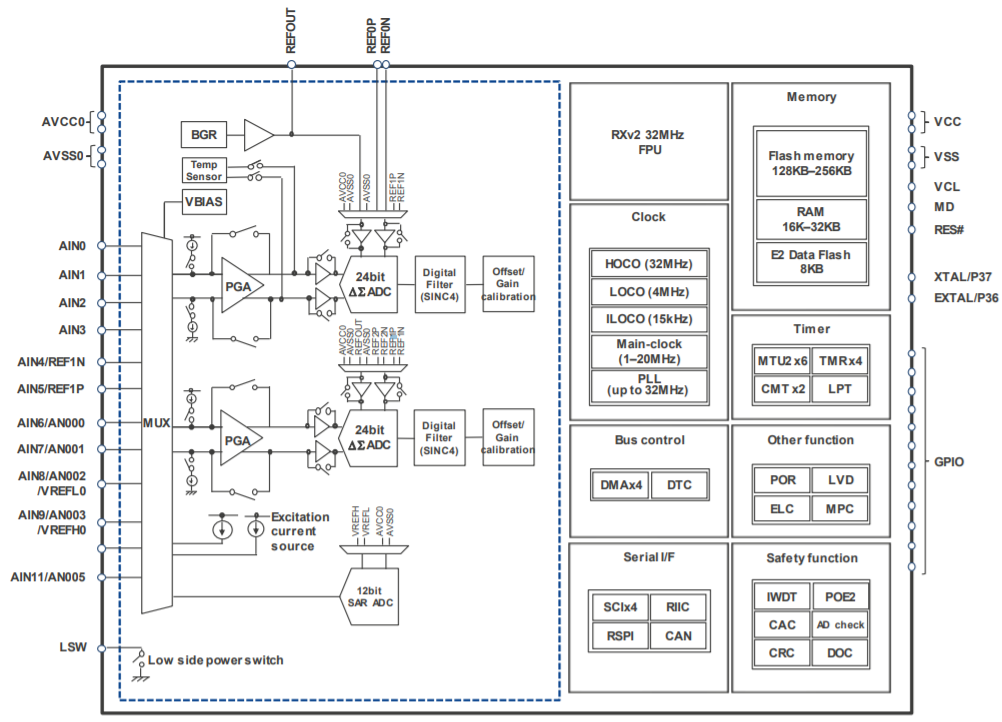 REFOUT
REF0P
REF0N
AVCC0
AVSS0
AIN0
AIN1
AIN2
AIN3
AIN4/REF1N
AIN5/REF1P
AIN6/AN000
AIN7/AN001
AIN8/AN002
/VREFL0
AIN9/AN003
/VREFH0
AIN11/AN005
LSW
BGR
Temp
Sensor
VBIAS
MUX
AVCC0
AVSS0
AVSS0
REF1P
REF1N
PGA
24bit
ΔΣ ADC
Digital
Filter
(SINC4)
Offset/
Gain
calibration
AVCC0
AVSS0
REFOUT
AVSS0
REF2P
REF2N
REF1N
PGA
24bit
ΔΣ ADC
Digital
Filter
(SINC4)
Offset/
Gain
calibration
Excitation
current
source
VREFH
VREFL
AVCC0
AVSS0
12bit
SAR ADC
Low side power switch
RXv2 32MHz
FPU
Clock
HOCO (32MHz)
LOCO (4MHz)
ILOCO (15kHz)
Main-clock
(1–20MHz)
PLL
(up to 32MHz)
Bus control
DMAx4
DTC
Serial I/F
SCIx4
RIIC
RSPI
CAN
Memory
Flash memory
128KB–256KB
RAM
16K–32KB
E2 Data Flash
8KB
Timer
MTU2x6
TMRx4
CMT x2
LPT
Other function
POR
LVD
ELC
MPC
Safety function
IWDT
POE2
CAC
AD check
CRC
DOC
VCC
VSS
VCL
MD
RES#
XTAL/P37
EXTAL/P36
GPIO